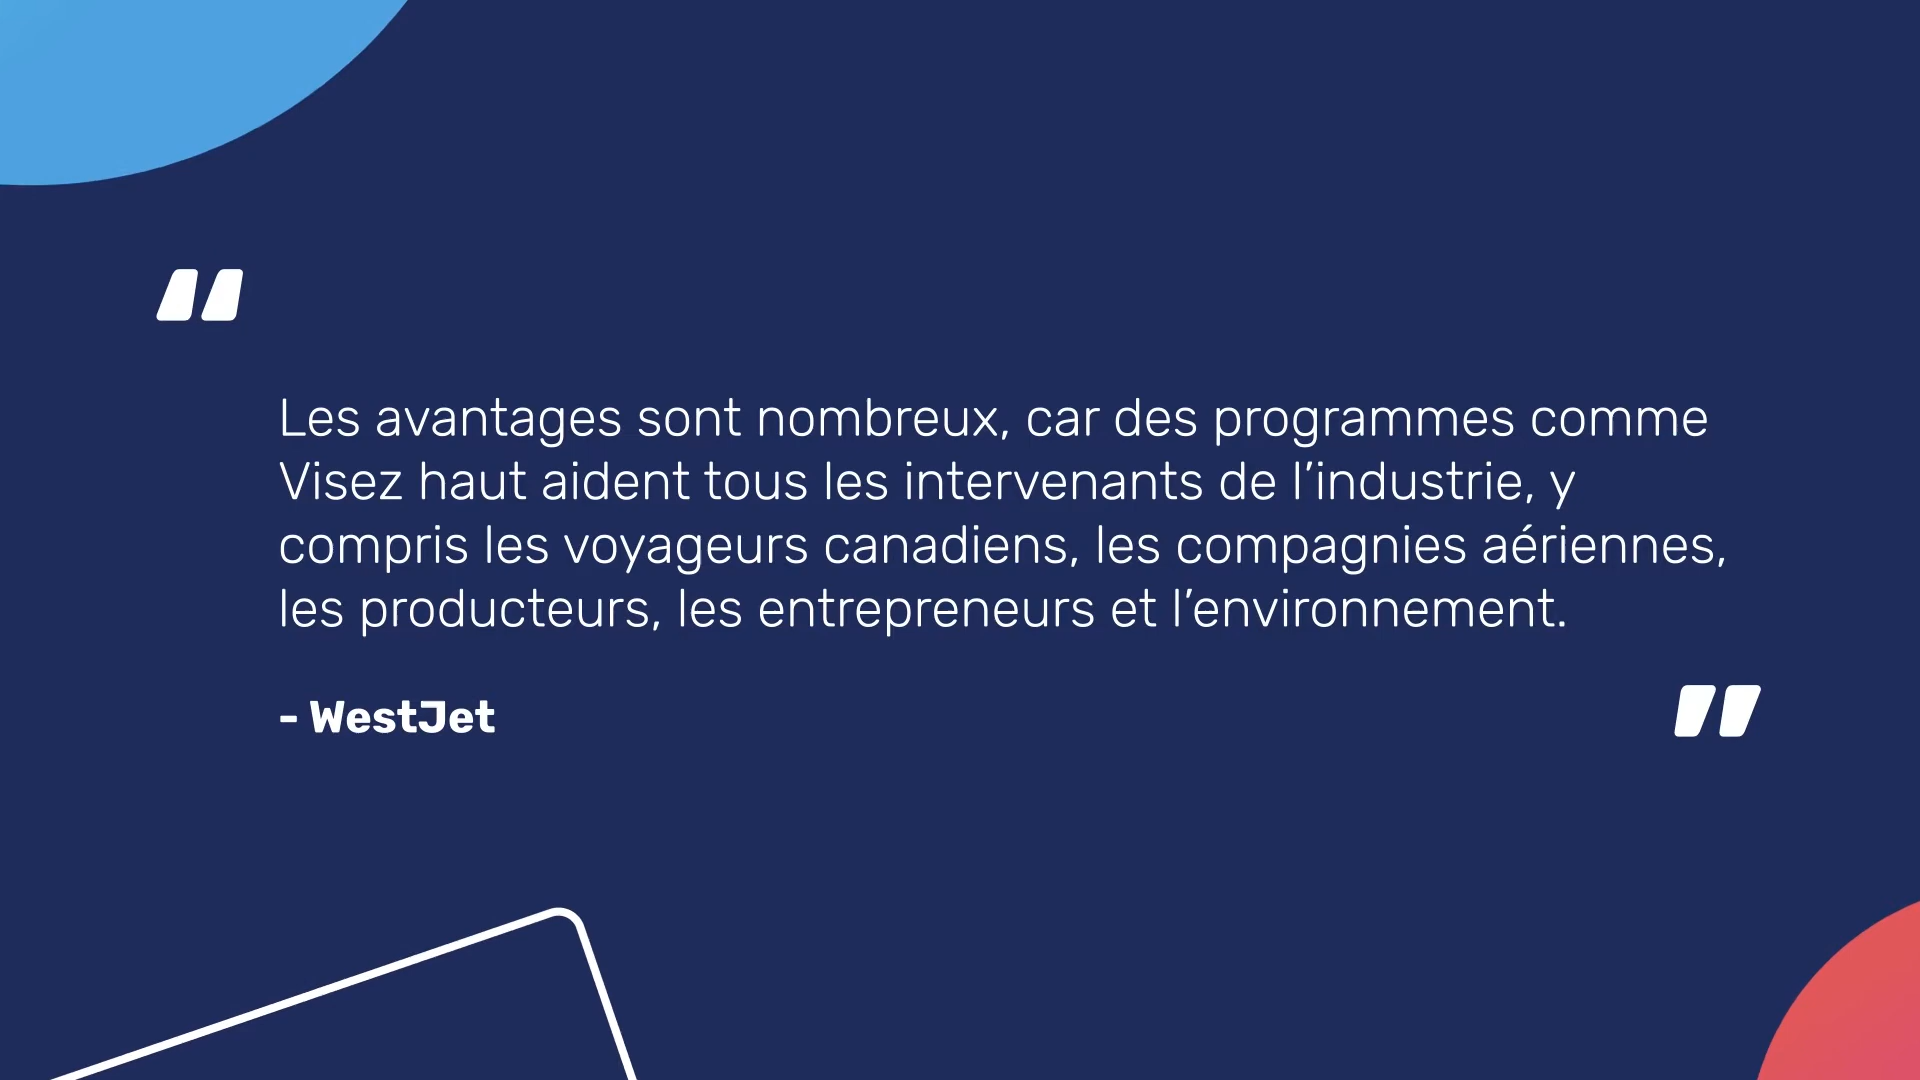 “
Les avantages sont nombreux, car des programmes comme
Visez haut aident tous les intervenants de l’industrie, y
compris les voyageurs canadiens, les compagnies aériennes,
les producteurs, les entrepreneurs et l’environnement.
- WestJet
”